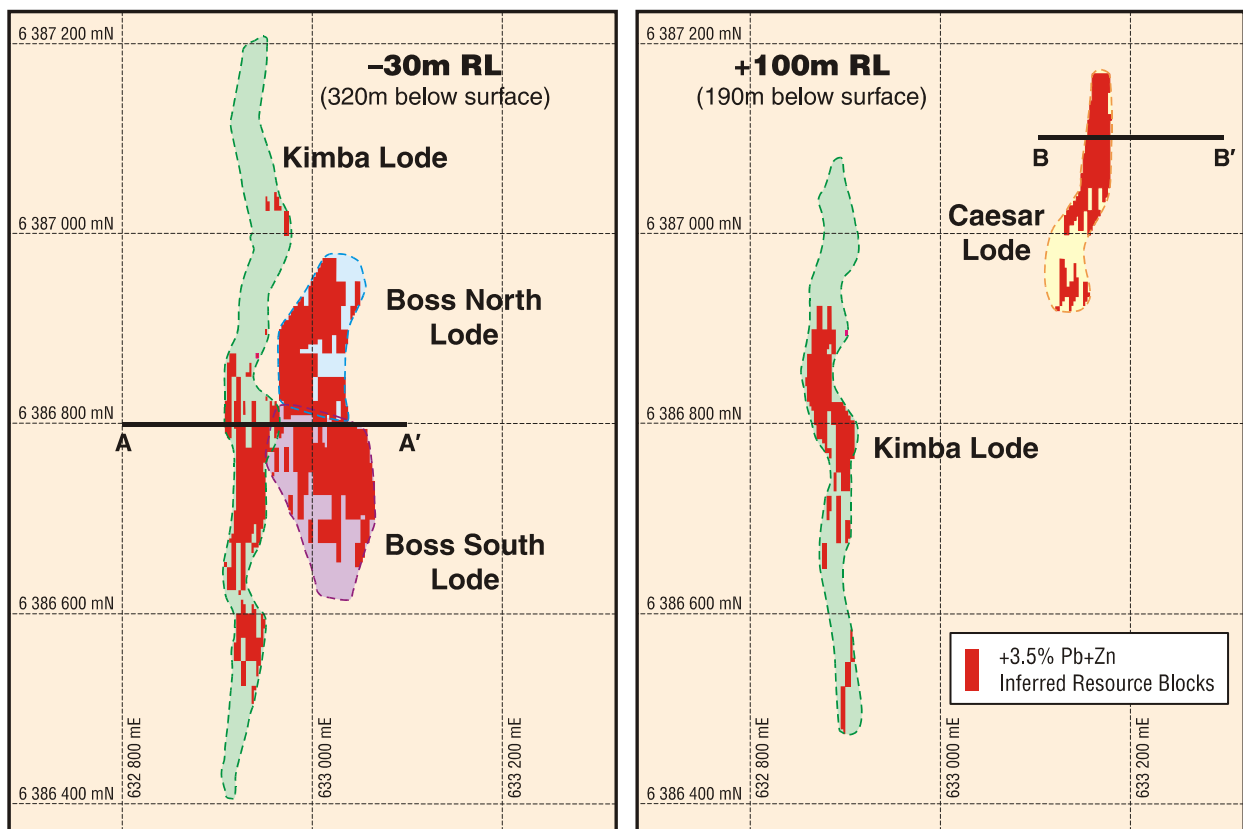 6 387 200 mN
–30m RL
(320m below surface)
Kimba Lode
6 387 000 mN
Boss North
Lode
6 386 800 mN
A
A′
Boss South
Lode
6 386 600 mN
632 800 mE
633 000 mE
633 200 mE
6 386 400 mN
6 387 200 mN
+100m RL
(190m below surface)
B
B′
6 387 000 mN
Caesar
Lode
6 386 800 mN
Kimba Lode
6 386 600 mN
+3.5% Pb+Zn
Inferred Resource Blocks
632 800 mE
633 000 mE
633 200 mE
6 386 400 mN